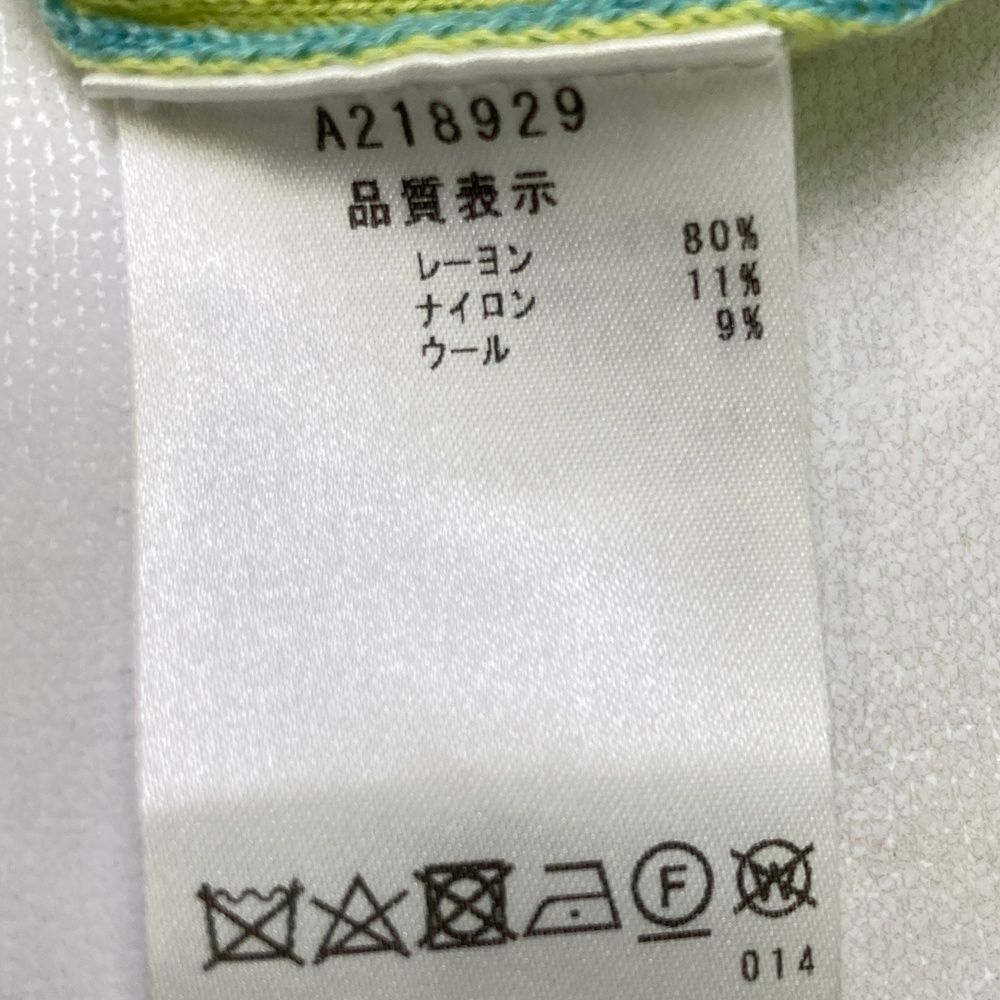 A218929
品質表示
レーヨン 80%
ナイロン 11%
ウール 9%
F W
014